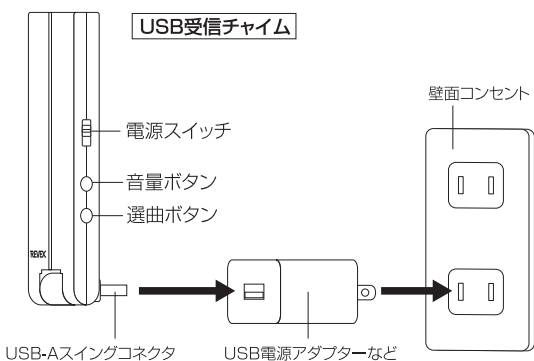 USB受信チャイム
壁面コンセント
電源スイッチ
音量ボタン
選曲ボタン
REVEX
USB-Aスイングコネクタ
USB電源アダプターなど